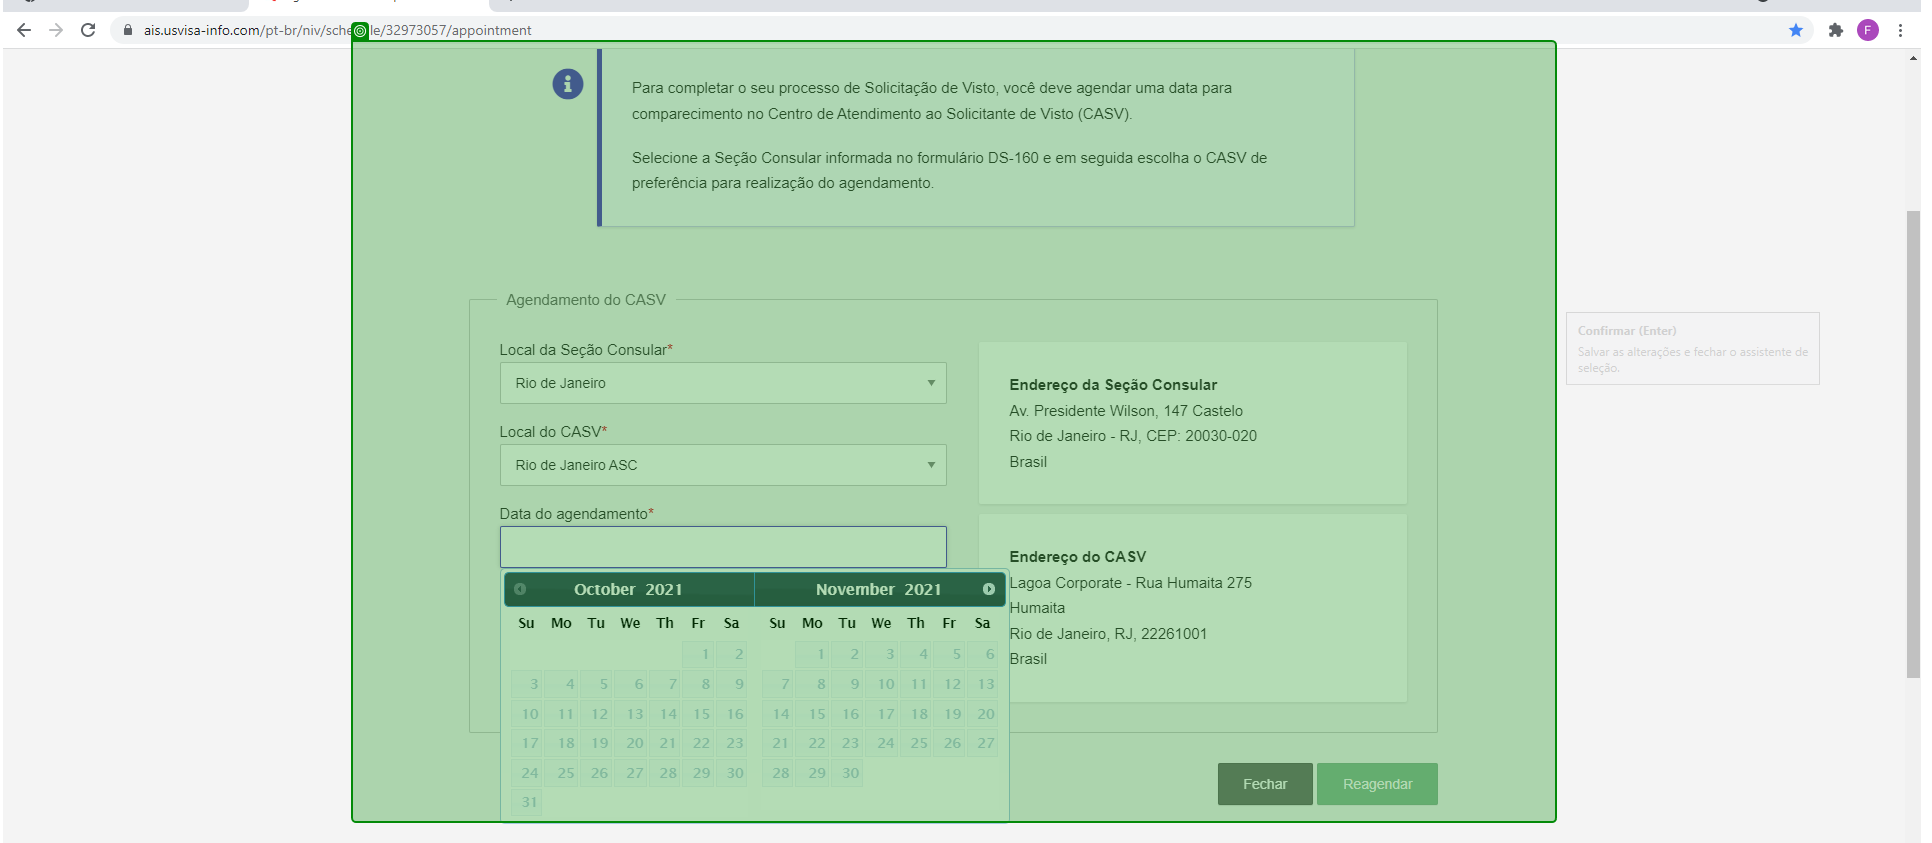 ais.usvisa-info.com/pt-br/niv/sche le/32973057/appointment
F
Para completar o seu processo de Solicitação de Visto, você deve agendar uma data para
comparecimento no Centro de Atendimento ao Solicitante de Visto (CASV).
Selecione a Seção Consular informada no formulário DS-160 e em seguida escolha o CASV de
preferência para realização do agendamento.
Agendamento do CASV
Local da Seção Consular*
Rio de Janeiro
Local do CASV*
Rio de Janeiro ASC
Data do agendamento*
Endereço da Seção Consular
Av. Presidente Wilson, 147 Castelo
Rio de Janeiro - RJ, CEP: 20030-020
Brasil
Endereço do CASV
Lagoa Corporate - Rua Humaita 275
Humaita
Rio de Janeiro, RJ, 22261001
Brasil
October 2021
Su Mo Tu We Th Fr Sa
1 2
3 4 5 6 7 8 9
10 11 12 13 14 15 16
17 18 19 20 21 22 23
24 25 26 27 28 29 30
31
November 2021
Su Mo Tu We Th Fr Sa
1 2 3 4 5 6
7 8 9 10 11 12 13
14 15 16 17 18 19 20
21 22 23 24 25 26 27
28 29 30
Fechar
Reagendar
Confirmar (Enter)
Salvar as alterações e fechar o assistente de
seleção.